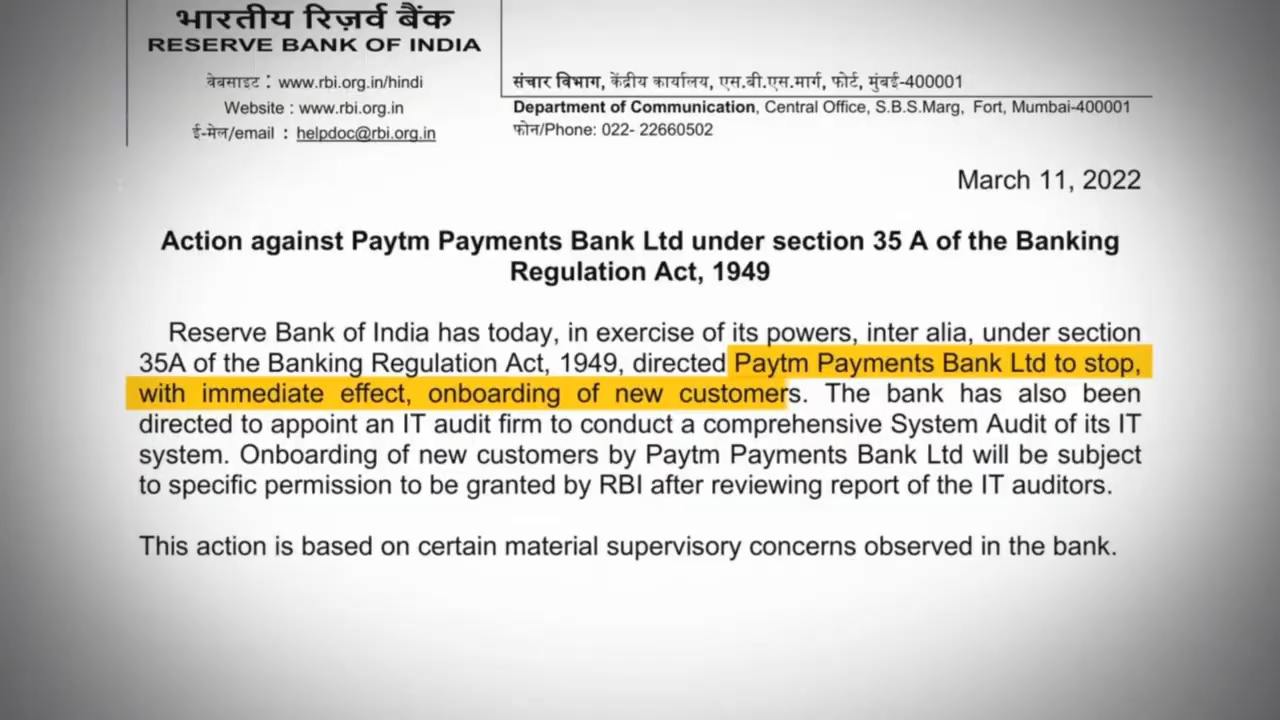 भारतीय रिज़र्व बैंक
RESERVE BANK OF INDIA
वेबसाइट : www.rbi.org.in/hindi
Website : www.rbi.org.in
ई-मेल/email : helpdoc@rbi.org.in
संचार विभाग, केंद्रीय कार्यालय, एस.बी.एस.मार्ग, फोर्ट, मुंबई-400001
Department of Communication, Central Office, S.B.S.Marg, Fort, Mumbai-400001
फोन/Phone: 022- 22660502
March 11, 2022
Action against Paytm Payments Bank Ltd under section 35 A of the Banking
Regulation Act, 1949
Reserve Bank of India has today, in exercise of its powers, inter alia, under section
35A of the Banking Regulation Act, 1949, directed Paytm Payments Bank Ltd to stop,
with immediate effect, onboarding of new customers. The bank has also been
directed to appoint an IT audit firm to conduct a comprehensive System Audit of its IT
system. Onboarding of new customers by Paytm Payments Bank Ltd will be subject
to specific permission to be granted by RBI after reviewing report of the IT auditors.
This action is based on certain material supervisory concerns observed in the bank.